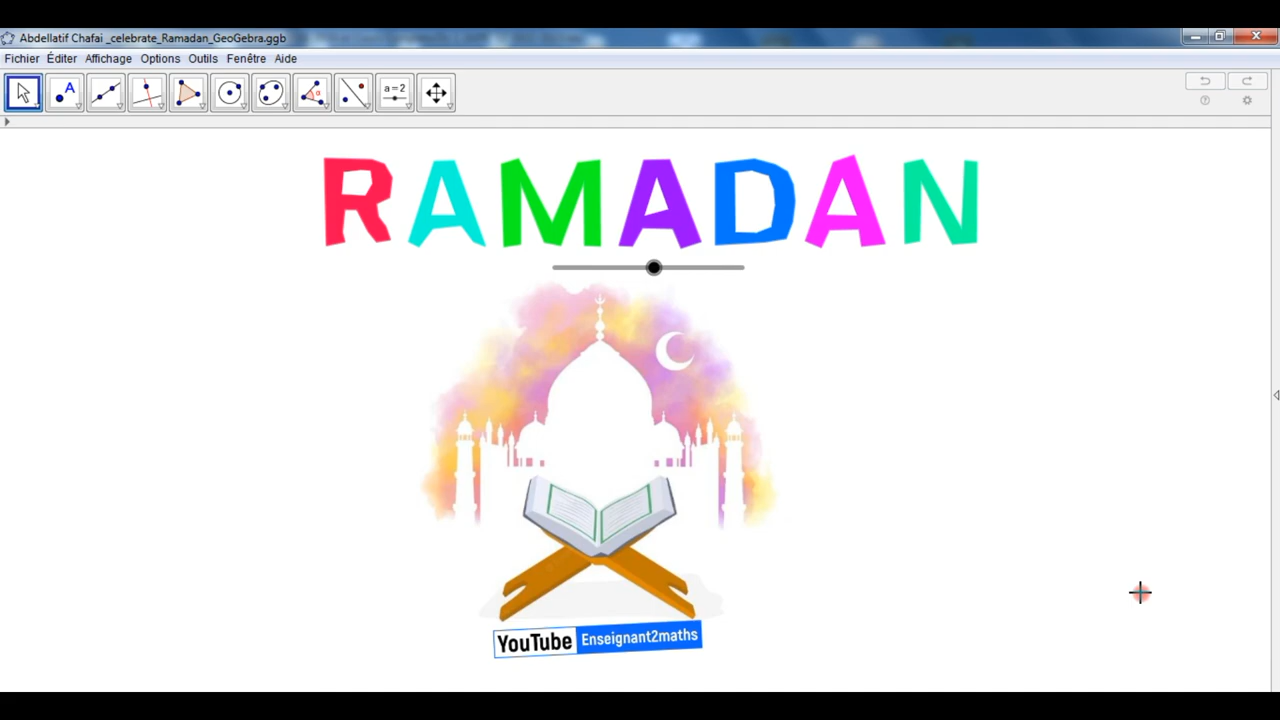 Abdellatif Chafai _celebrate_Ramadan_GeoGebra.ggb
Fichier Éditer Affichage Options Outils Fenêtre Aide
A
α
a=2
RAMADAN
YouTube Enseignant2maths